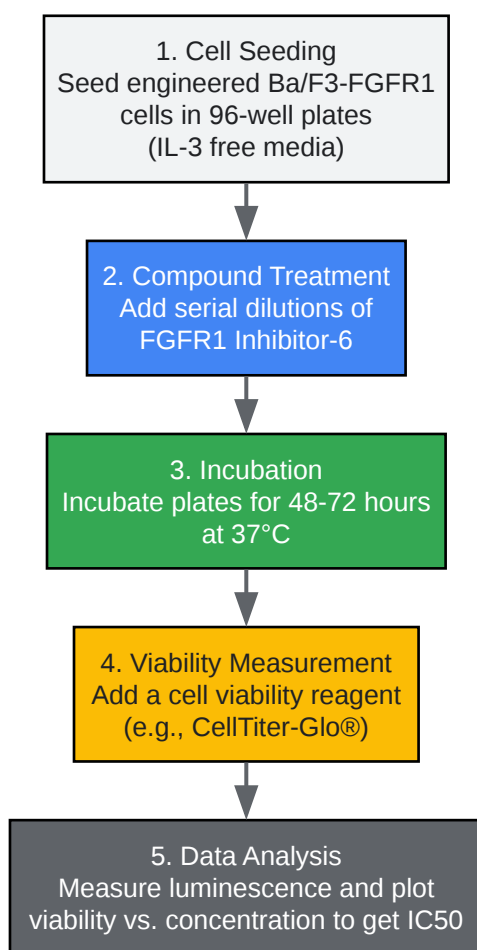 1. Cell Seeding
Seed engineered Ba/F3-FGFR1
cells in 96-well plates
(IL-3 free media)
2. Compound Treatment
Add serial dilutions of
FGFR1 Inhibitor-6
3. Incubation
Incubate plates for 48-72 hours
at 37°C
4. Viability Measurement
Add a cell viability reagent
(e.g., CellTiter-Glo®)
5. Data Analysis
Measure luminescence and plot
viability vs. concentration to get IC50